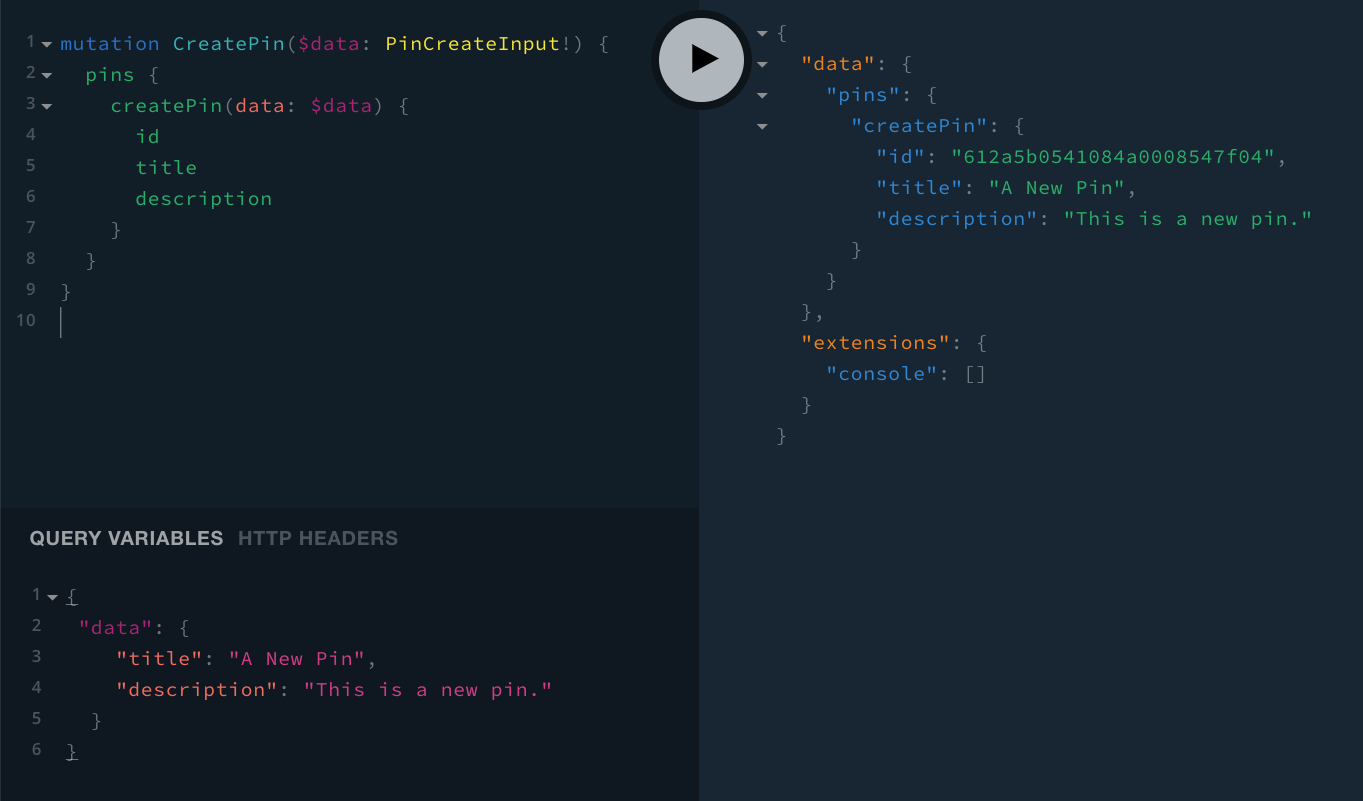 1 mutation CreatePin($data: PinCreateInput!) {
2   pins {
3     createPin(data: $data) {
4       id
5       title
6       description
7     }
8   }
9 }
10
QUERY VARIABLES HTTP HEADERS
1 {
2  "data": {
3     "title": "A New Pin",
4     "description": "This is a new pin."
5   }
6 }
{
  "data": {
    "pins": {
      "createPin": {
        "id": "612a5b0541084a0008547f04",
        "title": "A New Pin",
        "description": "This is a new pin."
      }
    }
  },
  "extensions": {
    "console": []
  }
}